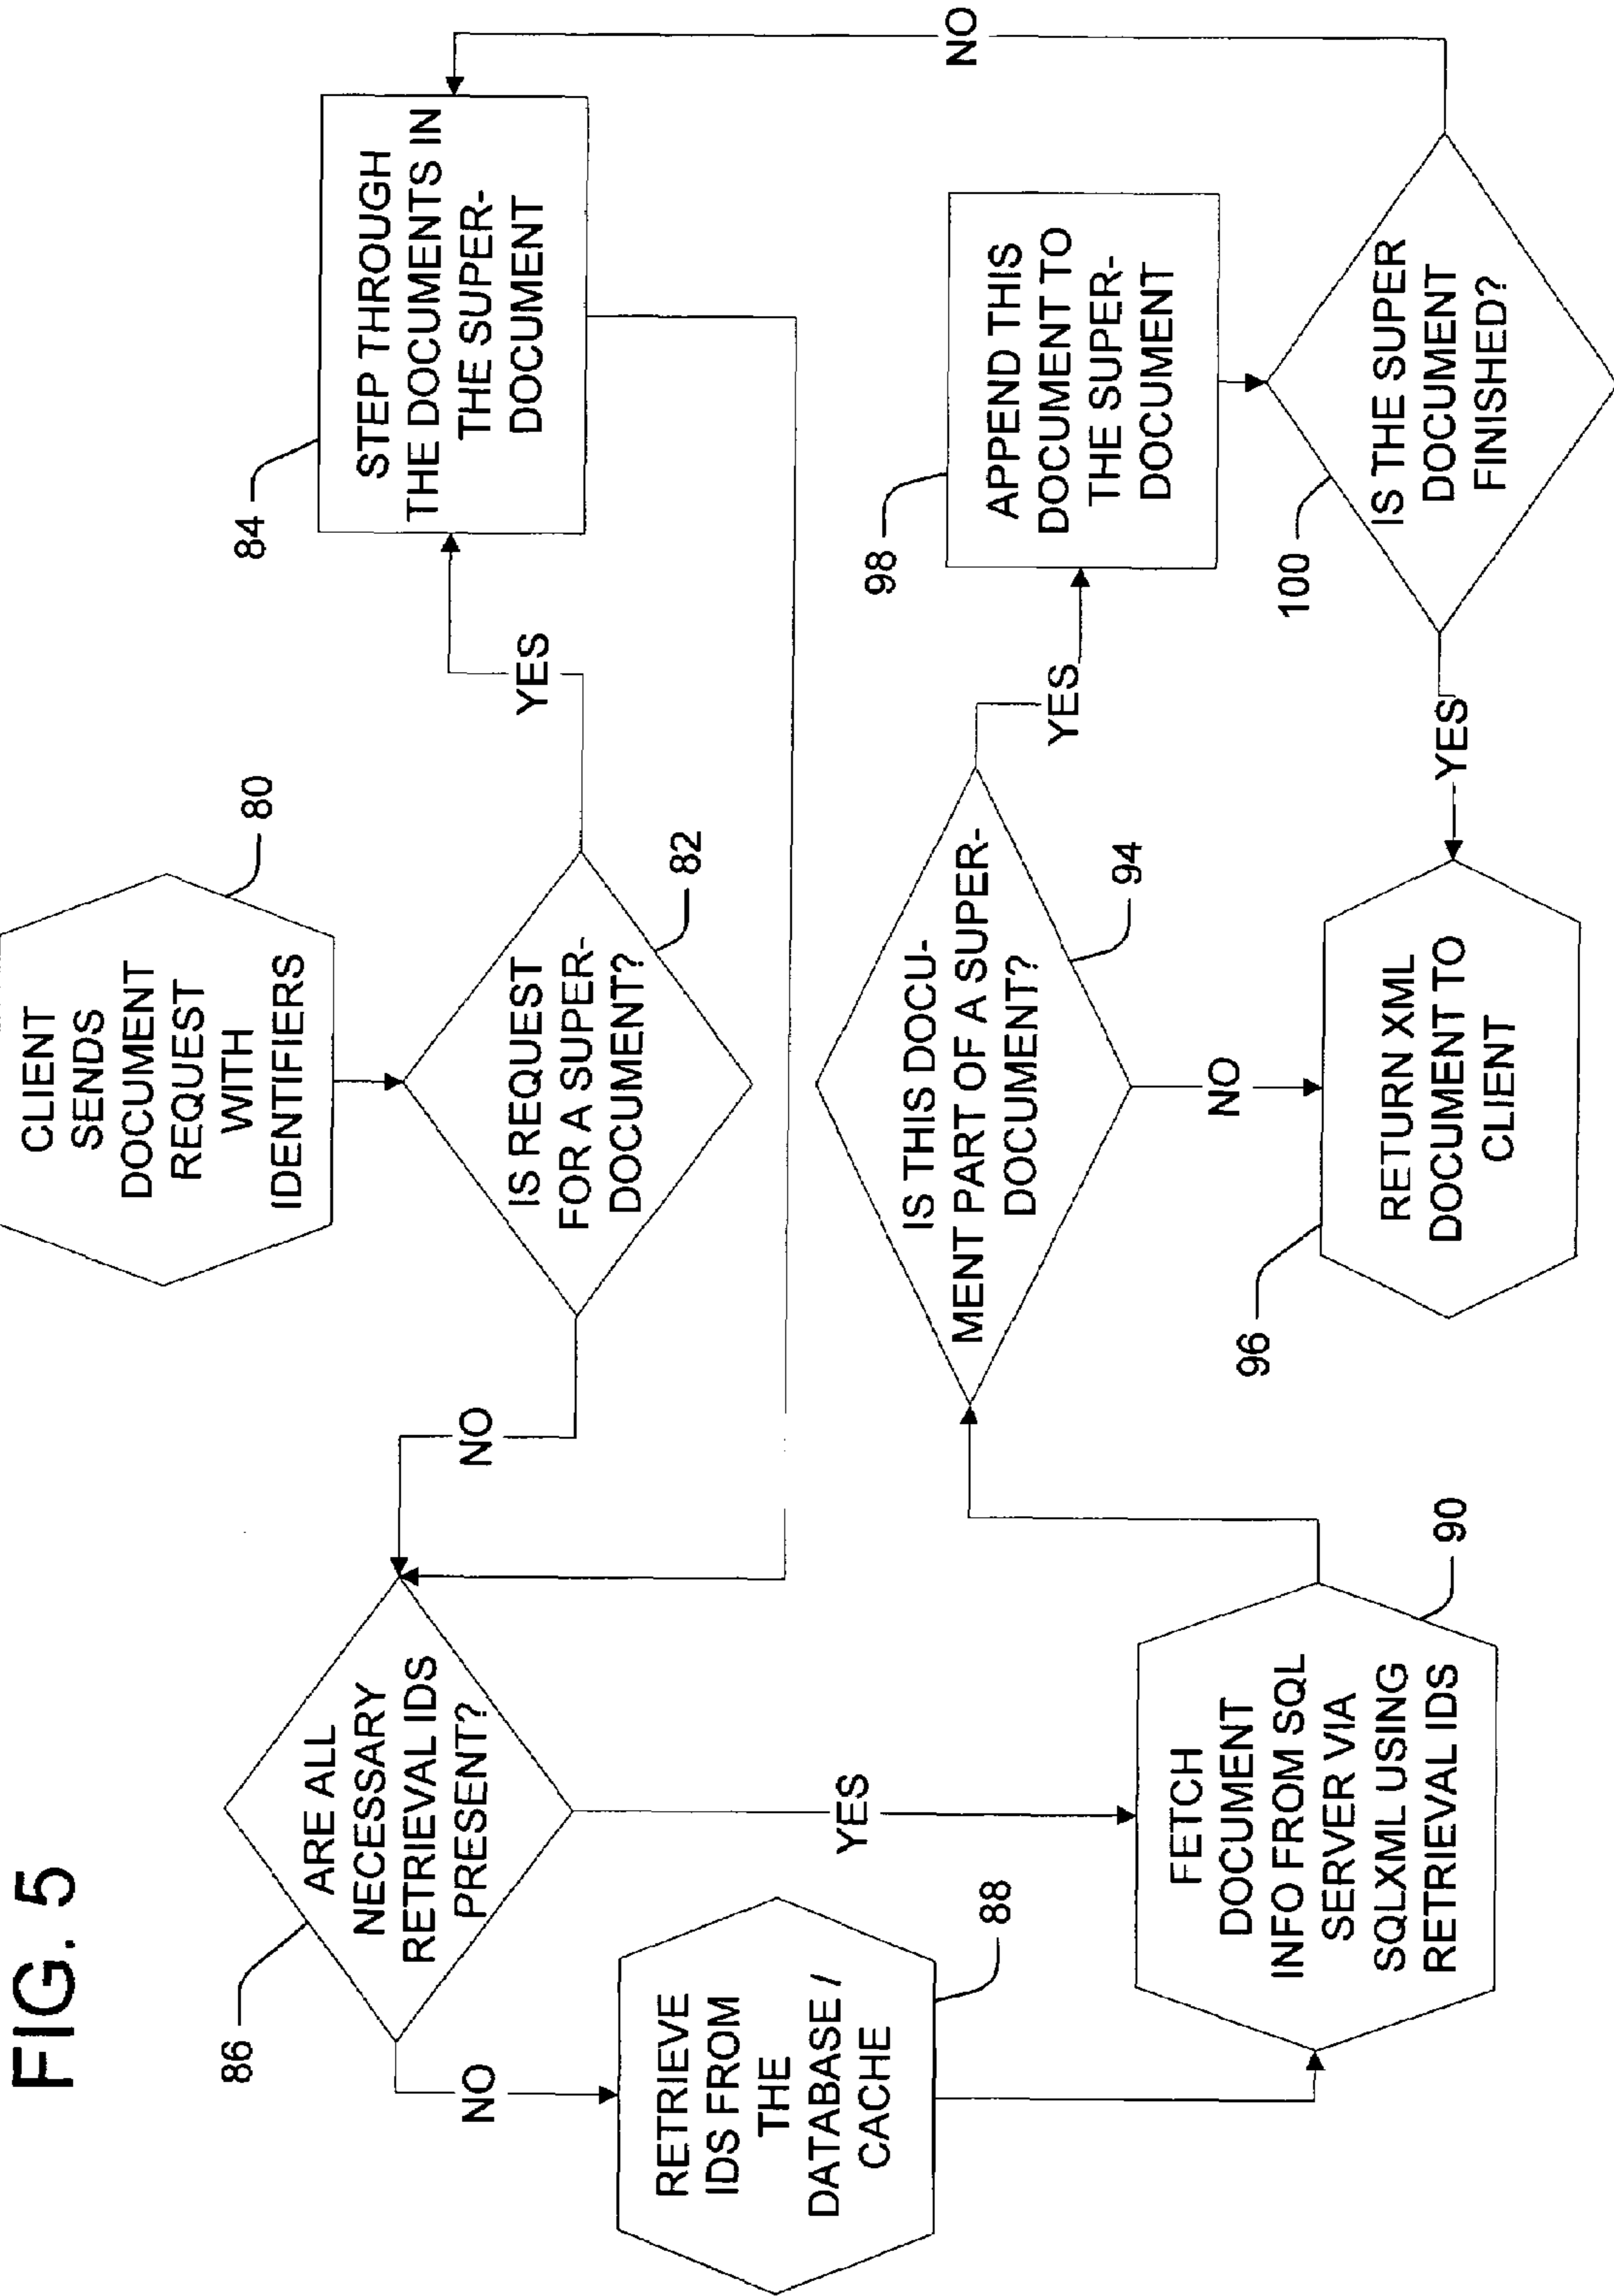 FIG. 5
CLIENT
SENDS
DOCUMENT
REQUEST
WITH
IDENTIFIERS
80
IS REQUEST
FOR A SUPER-
DOCUMENT?
82
YES
NO
84
STEP THROUGH
THE DOCUMENTS IN
THE SUPER-
DOCUMENT
86
ARE ALL
NECESSARY
RETRIEVAL IDS
PRESENT?
NO
YES
RETRIEVE
IDS FROM
THE
DATABASE /
CACHE
88
FETCH
DOCUMENT
INFO FROM SQL
SERVER VIA
SQLXML USING
RETRIEVAL IDS
90
IS THIS DOCU-
MENT PART OF A SUPER-
DOCUMENT?
94
NO
YES
96
RETURN XML
DOCUMENT TO
CLIENT
98
APPEND THIS
DOCUMENT TO
THE SUPER-
DOCUMENT
100
IS THE SUPER
DOCUMENT
FINISHED?
YES
NO